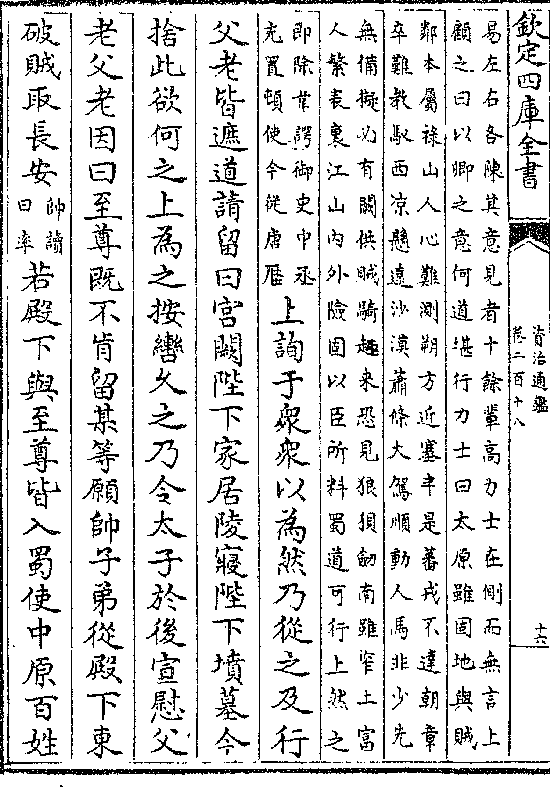 欽定四庫全書
資治通鑑
卷二百十八
十六
易左右各陳其意見者十餘輩高力士在側而無言上
顧之曰以卿之意何道堪行力士曰太原雖固地與賊
鄰本屬祿山人心難測朔方近塞半是蕃戎不達朝章
卒難教馭西凉懸遠沙漠蕭條大駕順動人馬非少先
無備擬必有闕供賊騎起來恐見狼狽劒南雖窄土富
人繁表裏江山内外險固以臣所料蜀道可行上然之
即除韋諤御史中丞
充置頓使今從唐厯
上詢于衆衆以為然乃從之及行
父老皆遮道請留曰宮闕陛下家居陵寢陛下墳墓今
捨此欲何之上為之按轡久之乃令太子於後宣慰父
老父老因曰至尊既不肯留某等願帥子弟從殿下東
破賊取長安
帥讀
曰率
若殿下與至尊皆入蜀使中原百姓